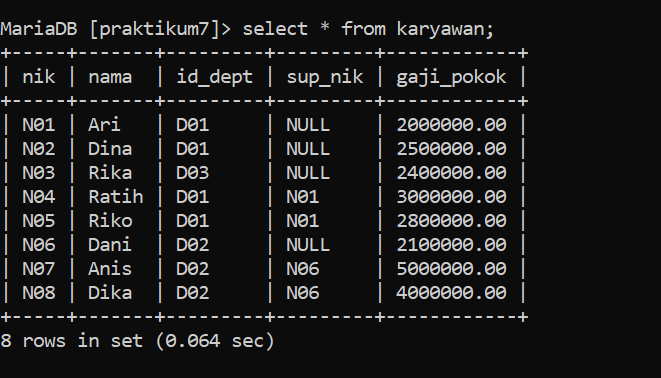 MariaDB [praktikum7]> select * from karyawan;
+-----+-------+---------+---------+------------+
| nik | nama  | id_dept | sup_nik | gaji_pokok |
+-----+-------+---------+---------+------------+
| N01 | Ari   | D01     | NULL    | 2000000.00 |
| N02 | Dina  | D01     | NULL    | 2500000.00 |
| N03 | Rika  | D03     | NULL    | 2400000.00 |
| N04 | Ratih | D01     | N01     | 3000000.00 |
| N05 | Riko  | D01     | N01     | 2800000.00 |
| N06 | Dani  | D02     | NULL    | 2100000.00 |
| N07 | Anis  | D02     | N06     | 5000000.00 |
| N08 | Dika  | D02     | N06     | 4000000.00 |
+-----+-------+---------+---------+------------+
8 rows in set (0.064 sec)